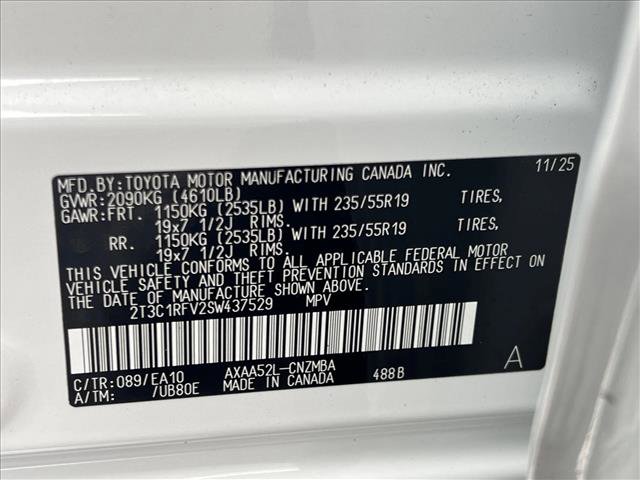 MFD.BY:TOYOTA MOTOR MANUFACTURING CANADA INC. 11/25
GVWR:2090KG (4610LB)
GAWR:FRT. 1150KG (2535LB) WITH 235/55R19 TIRES,
19x7 1/2J RIMS.
RR. 1150KG (2535LB) WITH 235/55R19 TIRES,
19x7 1/2J RIMS.
THIS VEHICLE CONFORMS TO ALL APPLICABLE FEDERAL MOTOR
VEHICLE SAFETY AND THEFT PREVENTION STANDARDS IN EFFECT ON
THE DATE OF MANUFACTURE SHOWN ABOVE.
2T3C1RFV2SW437529 MPV
C/TR:089/EA10 AXAA52L-CNZMBA A
A/TM: /UB80E MADE IN CANADA 488B